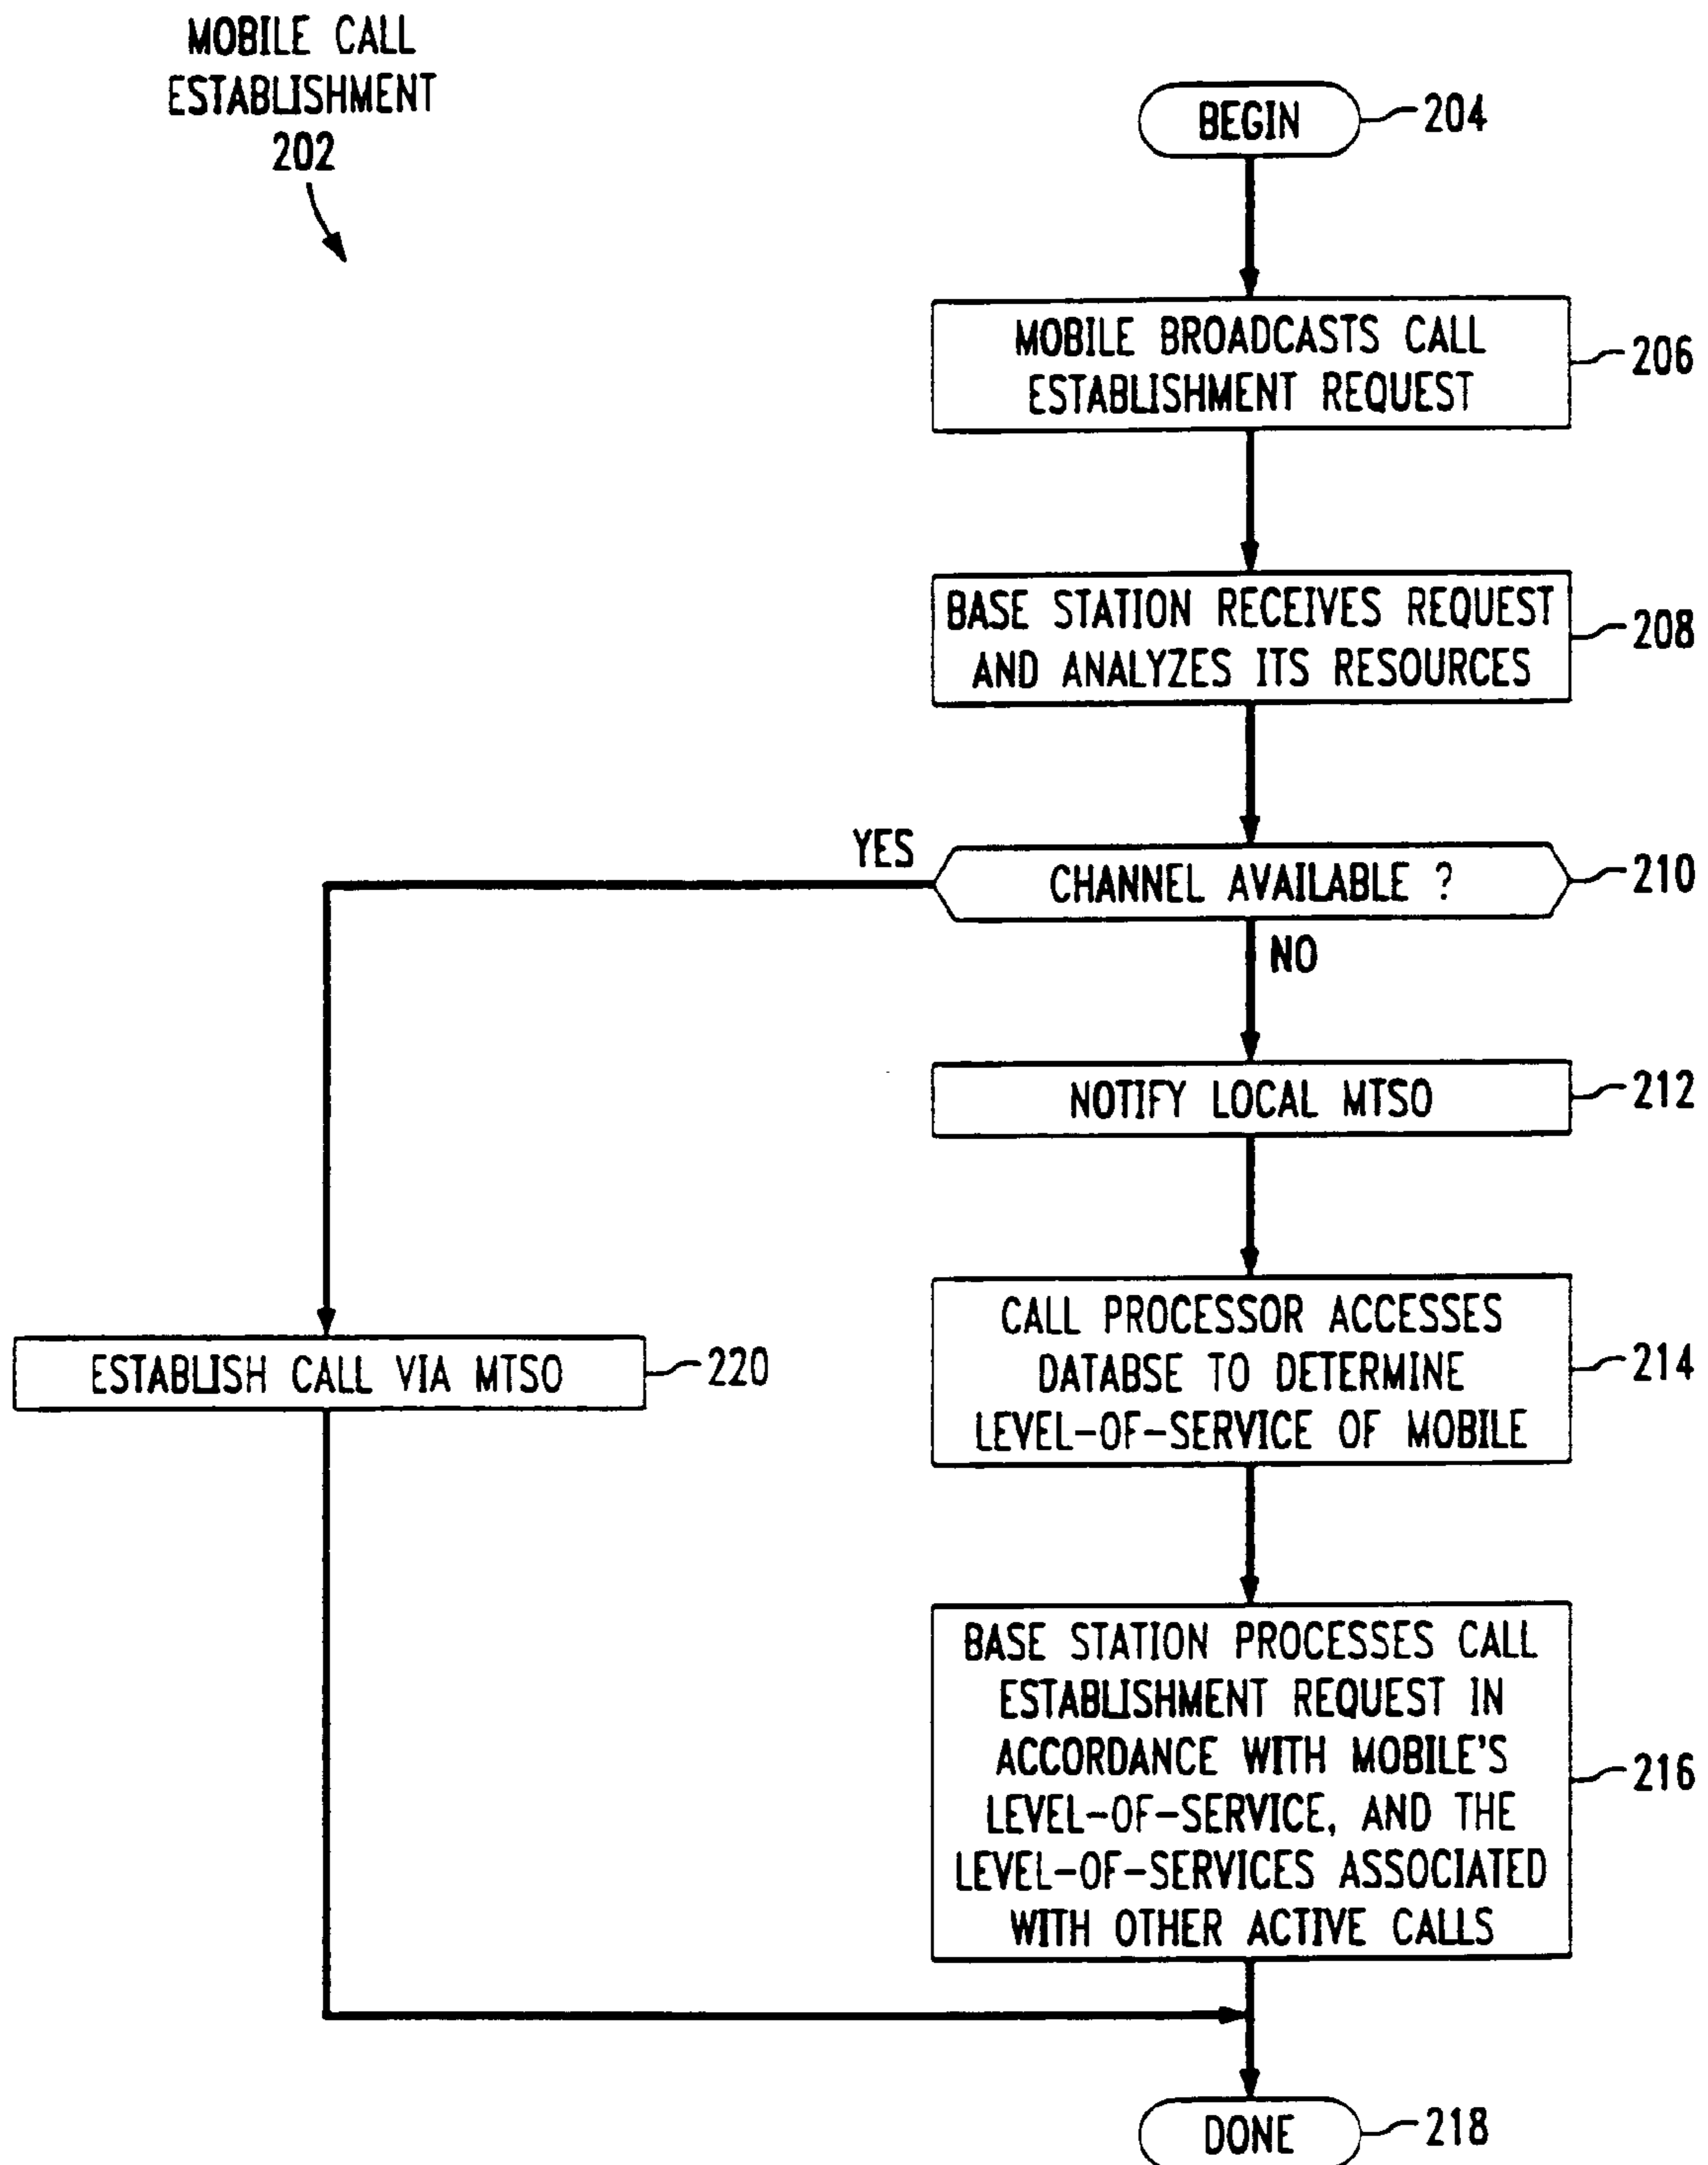 MOBILE CALL
ESTABLISHMENT
202
BEGIN
204
MOBILE BROADCASTS CALL
ESTABLISHMENT REQUEST
206
BASE STATION RECEIVES REQUEST
AND ANALYZES ITS RESOURCES
208
YES
CHANNEL AVAILABLE ?
210
NO
NOTIFY LOCAL MTSO
212
CALL PROCESSOR ACCESSES
DATABSE TO DETERMINE
LEVEL-OF-SERVICE OF MOBILE
214
ESTABLISH CALL VIA MTSO
220
BASE STATION PROCESSES CALL
ESTABLISHMENT REQUEST IN
ACCORDANCE WITH MOBILE'S
LEVEL-OF-SERVICE, AND THE
LEVEL-OF-SERVICES ASSOCIATED
WITH OTHER ACTIVE CALLS
216
DONE
218